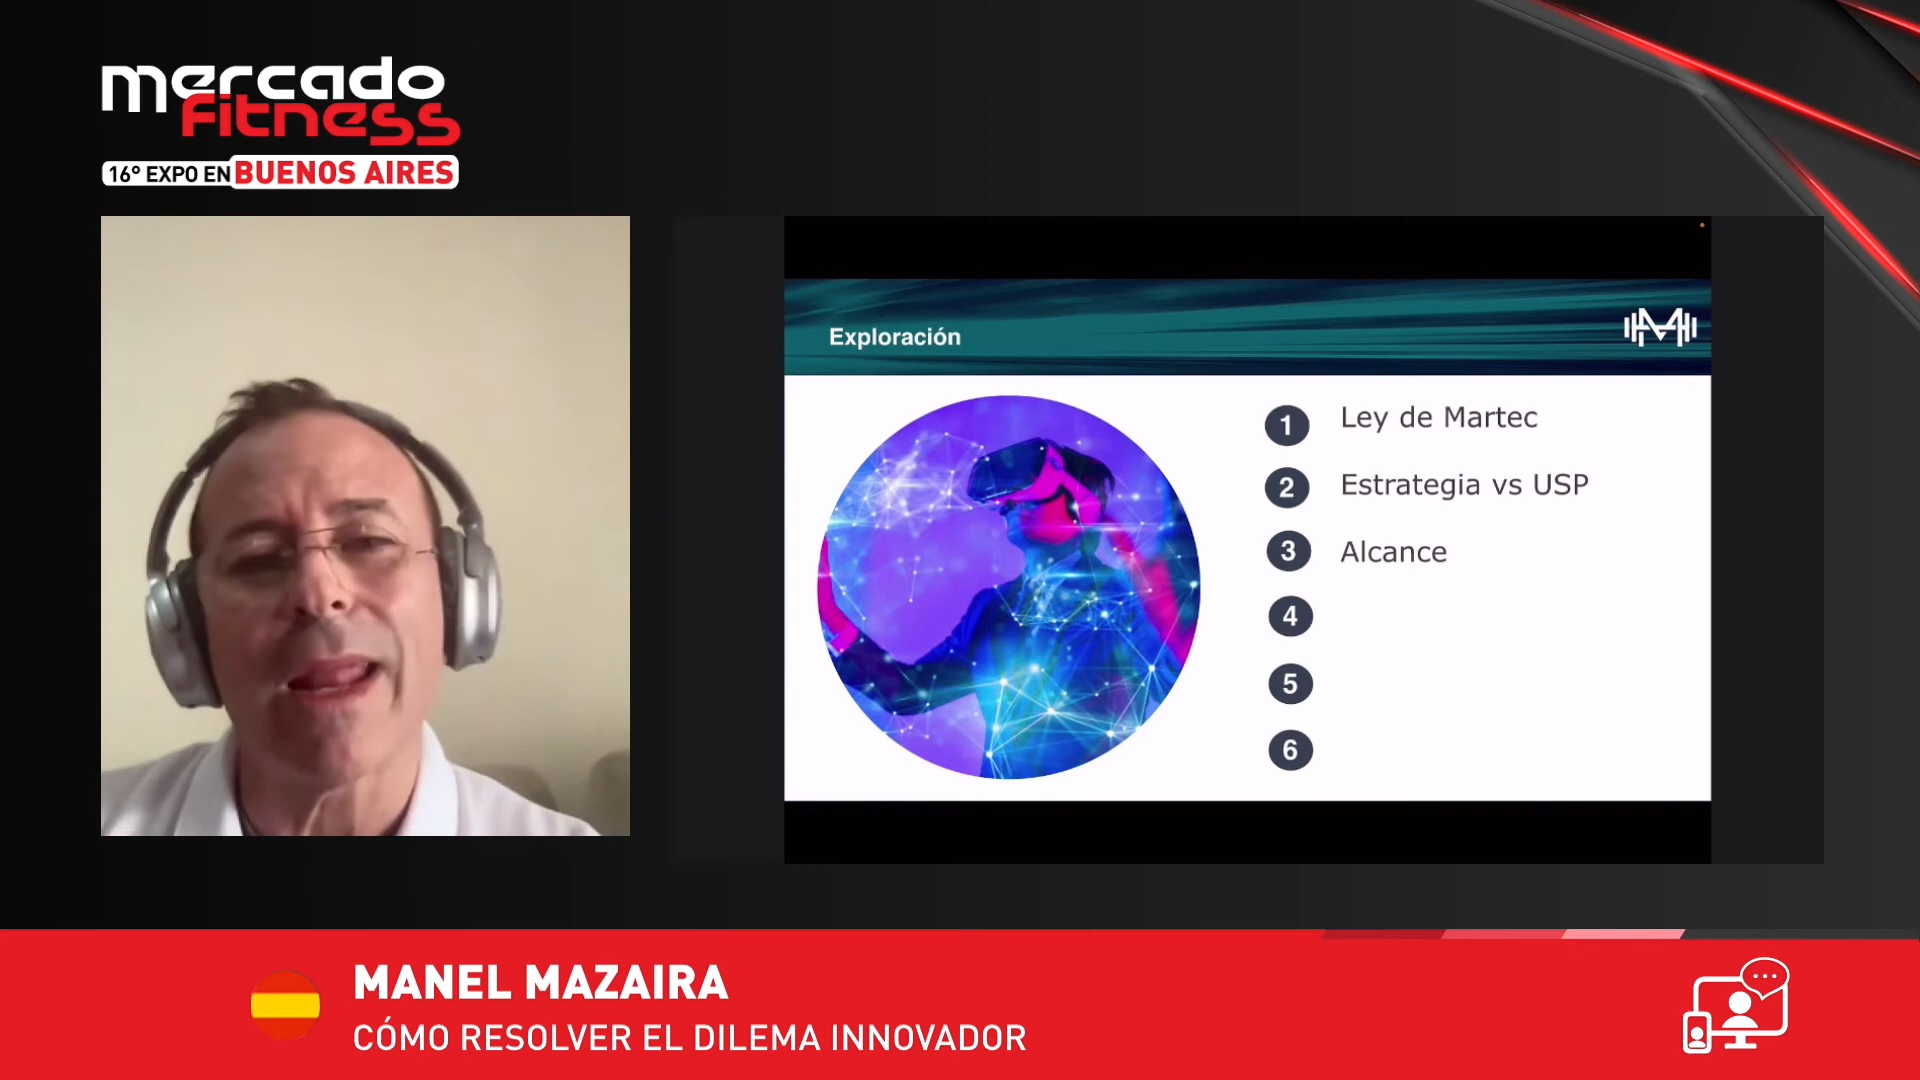 mercado
fitness
16° EXPO EN BUENOS AIRES
Exploración
1 Ley de Martec
2 Estrategia vs USP
3 Alcance
4
5
6
MANEL MAZAIRA
CÓMO RESOLVER EL DILEMA INNOVADOR